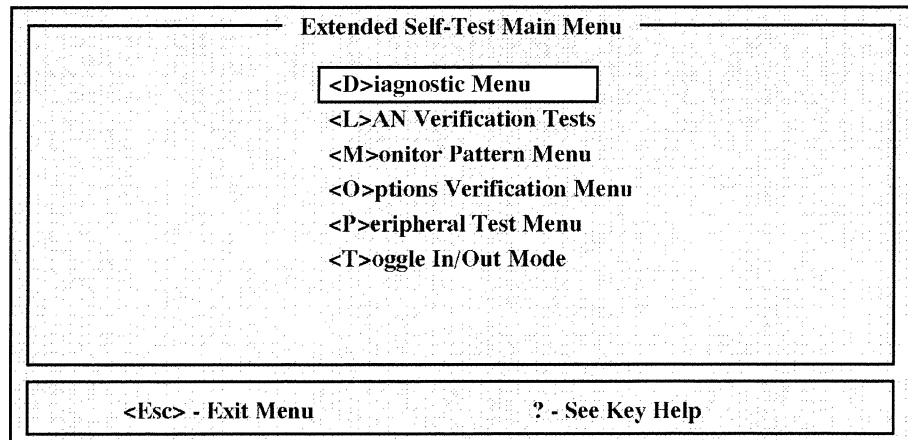 Extended Self-Test Main Menu
<D>iagnostic Menu
<L>AN Verification Tests
<M>onitor Pattern Menu
<O>ptions Verification Menu
<P>eripheral Test Menu
<T>oggle In/Out Mode
<Esc> - Exit Menu ? - See Key Help